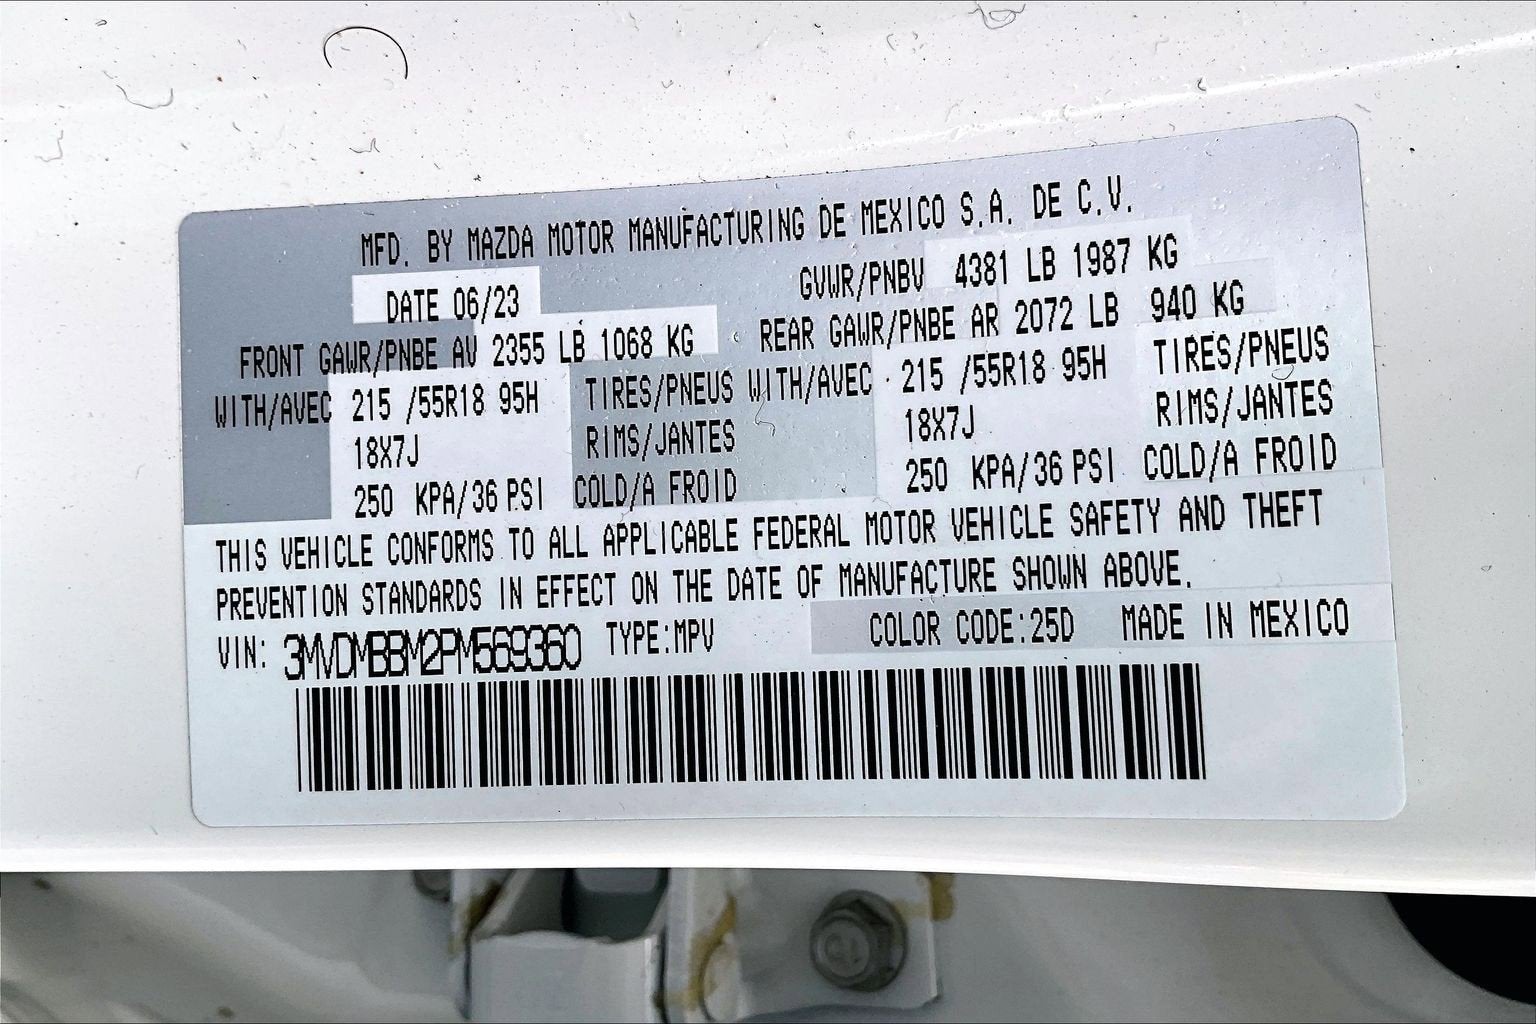 MFD. BY MAZDA MOTOR MANUFACTURING DE MEXICO S.A. DE C.V.
DATE 06/23 GVWR/PNBV 4381 LB 1987 KG
FRONT GAWR/PNBE AV 2355 LB 1068 KG REAR GAWR/PNBE AR 2072 LB 940 KG
WITH/AVEC 215 /55R18 95H TIRES/PNEUS WITH/AVEC 215 /55R18 95H TIRES/PNEUS
18X7J RIMS/JANTES 18X7J RIMS/JANTES
250 KPA/36 PSI COLD/A FROID 250 KPA/36 PSI COLD/A FROID
THIS VEHICLE CONFORMS TO ALL APPLICABLE FEDERAL MOTOR VEHICLE SAFETY AND THEFT
PREVENTION STANDARDS IN EFFECT ON THE DATE OF MANUFACTURE SHOWN ABOVE.
VIN: 3MVDMBBM2PM569360 TYPE:MPV COLOR CODE:25D MADE IN MEXICO